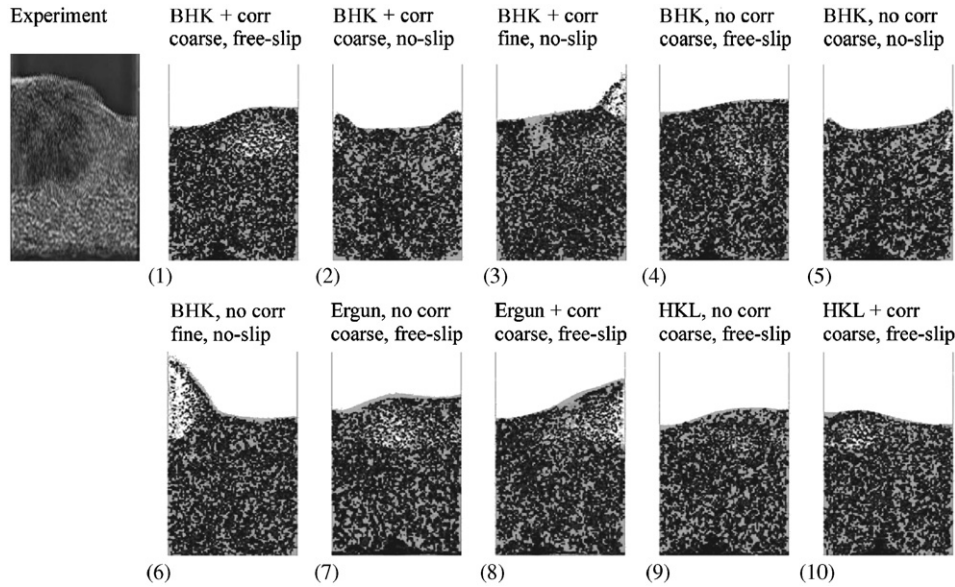 Experiment
BHK + corr
coarse, free-slip
BHK + corr
coarse, no-slip
BHK + corr
fine, no-slip
BHK, no corr
coarse, free-slip
BHK, no corr
coarse, no-slip
(1)
(2)
(3)
(4)
(5)
BHK, no corr
fine, no-slip
Ergun, no corr
coarse, free-slip
Ergun + corr
coarse, free-slip
HKL, no corr
coarse, free-slip
HKL + corr
coarse, free-slip
(6)
(7)
(8)
(9)
(10)